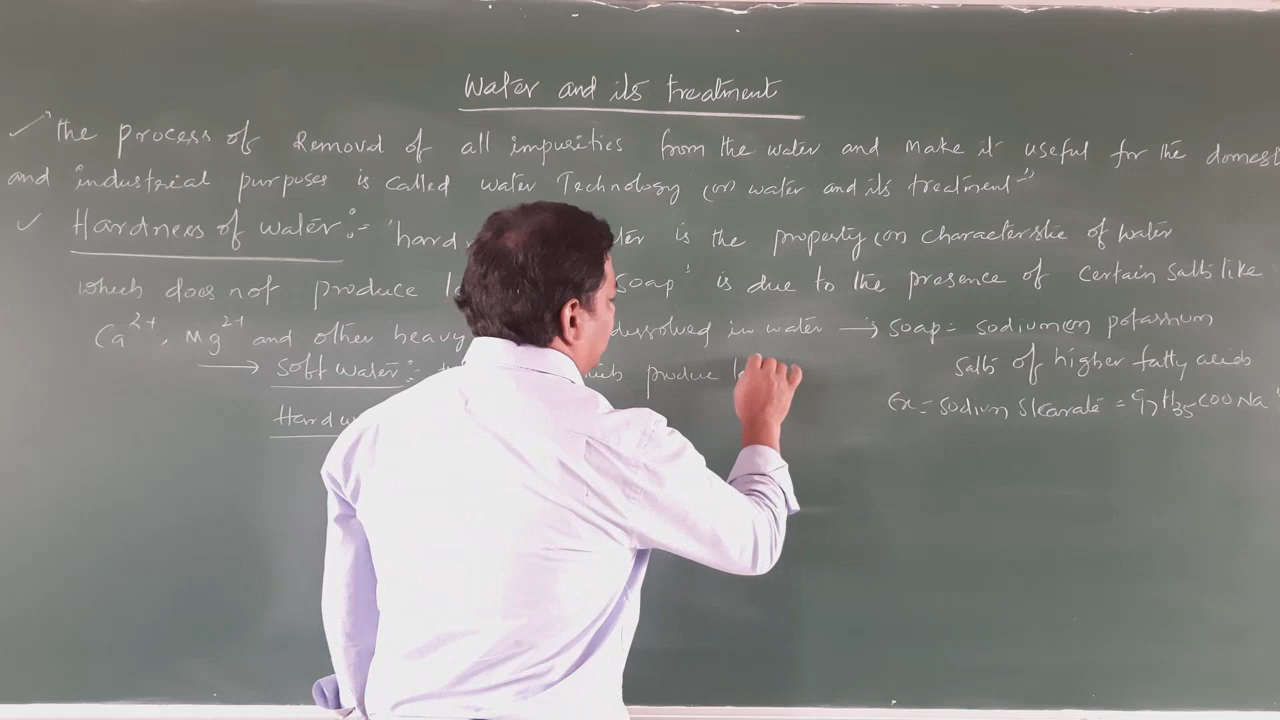 Water and its treatment
"the process of Removal of all impurities from the water and make it useful for the domest
and industrial purposes is called water Technology (or) water and its treatment"
Hardness of water:- 'hard ter is the property (or) characterstic of water
which does not produce soap' is due to the presence of certain salts like
Ca²⁺, Mg²⁺ and other heavy dissolved in water → soap = sodium (or) potassium
→ soft water:- produce la salts of higher fatty acids
Hard w Ex = sodium stearate = C₁₇H₃₅COONa